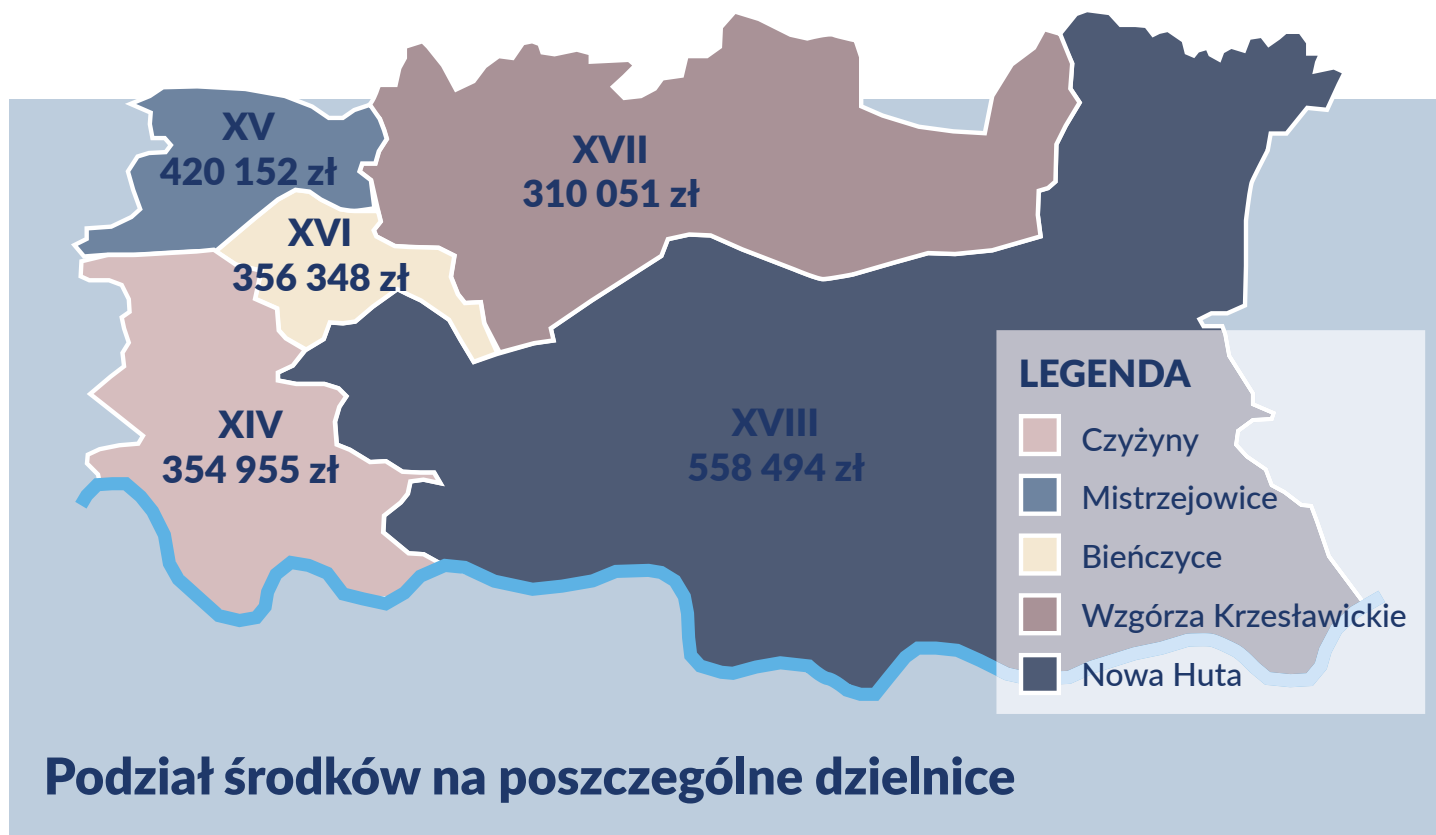 XV
420 152 zł
XVII
310 051 zł
XVI
356 348 zł
XIV
354 955 zł
XVIII
558 494 zł
LEGENDA
Czyżyny
Mistrzejowice
Bieńczyce
Wzgórza Krzesławickie
Nowa Huta
Podział środków na poszczególne dzielnice